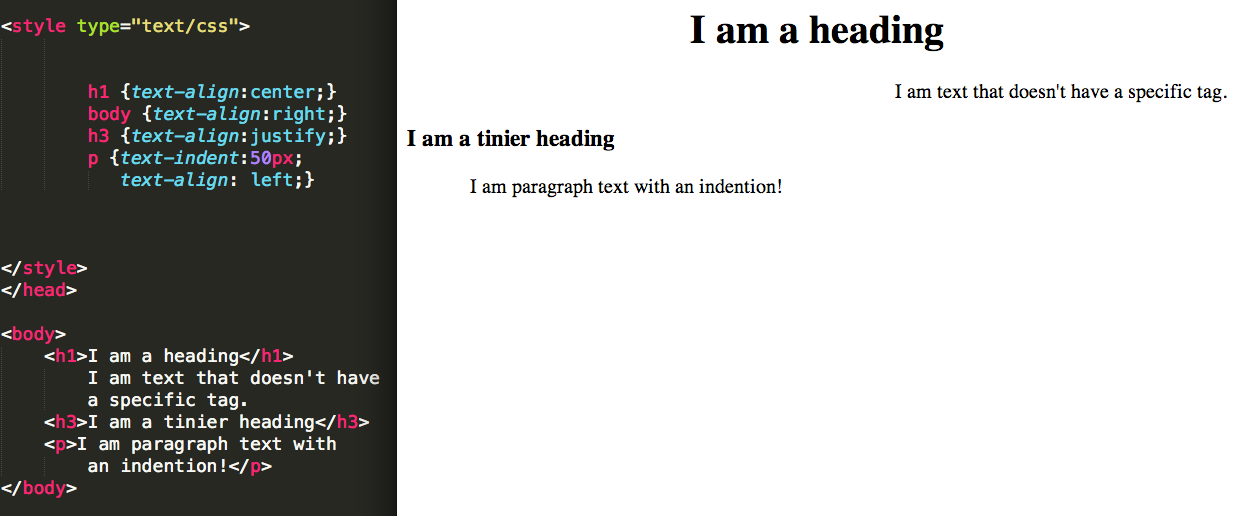 <style type="text/css">
h1 {text-align:center;}
body {text-align:right;}
h3 {text-align:justify;}
p {text-indent:50px;
text-align: left;}
</style>
</head>
<body>
<h1>I am a heading</h1>
I am text that doesn't have
a specific tag.
<h3>I am a tinier heading</h3>
<p>I am paragraph text with
an indention!</p>
</body>
I am a heading
I am text that doesn't have a specific tag.
I am a tinier heading
I am paragraph text with an indention!